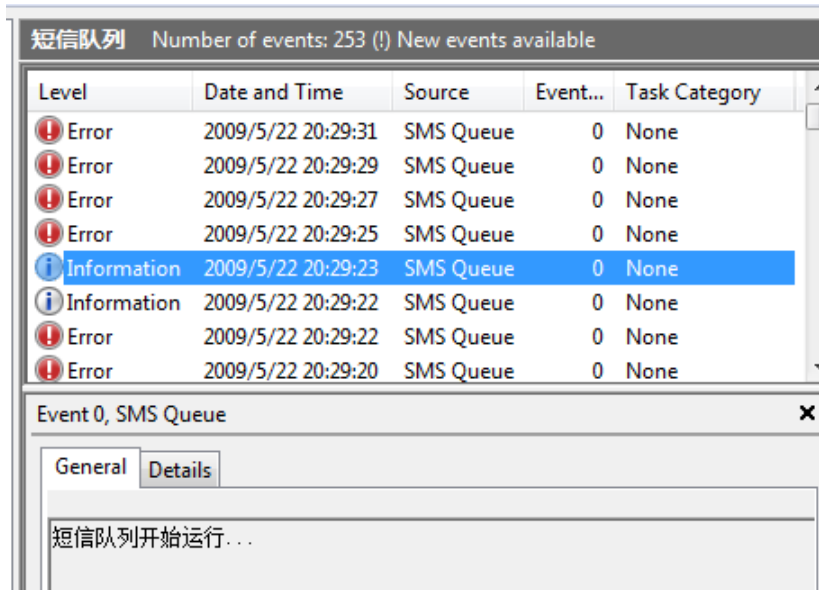 短信队列 Number of events: 253 (!) New events available
Level Date and Time Source Event... Task Category
Error 2009/5/22 20:29:31 SMS Queue 0 None
Error 2009/5/22 20:29:29 SMS Queue 0 None
Error 2009/5/22 20:29:27 SMS Queue 0 None
Error 2009/5/22 20:29:25 SMS Queue 0 None
Information 2009/5/22 20:29:23 SMS Queue 0 None
Information 2009/5/22 20:29:22 SMS Queue 0 None
Error 2009/5/22 20:29:22 SMS Queue 0 None
Error 2009/5/22 20:29:20 SMS Queue 0 None
Event 0, SMS Queue
General Details
短信队列开始运行...